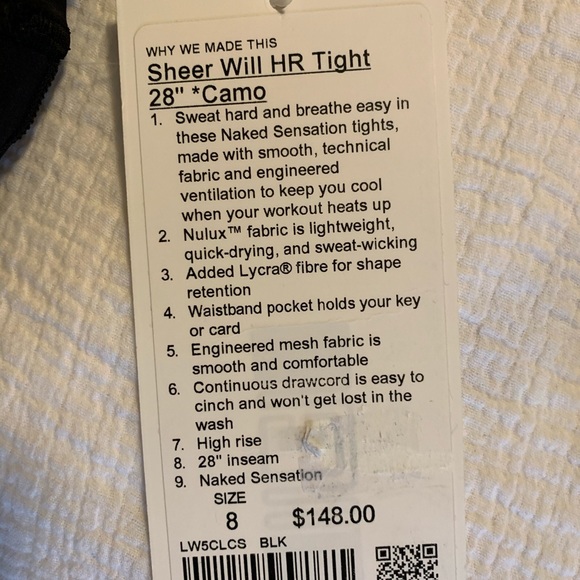 WHY WE MADE THIS
Sheer Will HR Tight
28" *Camo
1. Sweat hard and breathe easy in
these Naked Sensation tights,
made with smooth, technical
fabric and engineered
ventilation to keep you cool
when your workout heats up
2. Nulux™ fabric is lightweight,
quick-drying, and sweat-wicking
3. Added Lycra® fibre for shape
retention
4. Waistband pocket holds your key
or card
5. Engineered mesh fabric is
smooth and comfortable
6. Continuous drawcord is easy to
cinch and won't get lost in the
wash
7. High rise
8. 28" inseam
9. Naked Sensation
SIZE
8 $148.00
LW5CLCS BLK